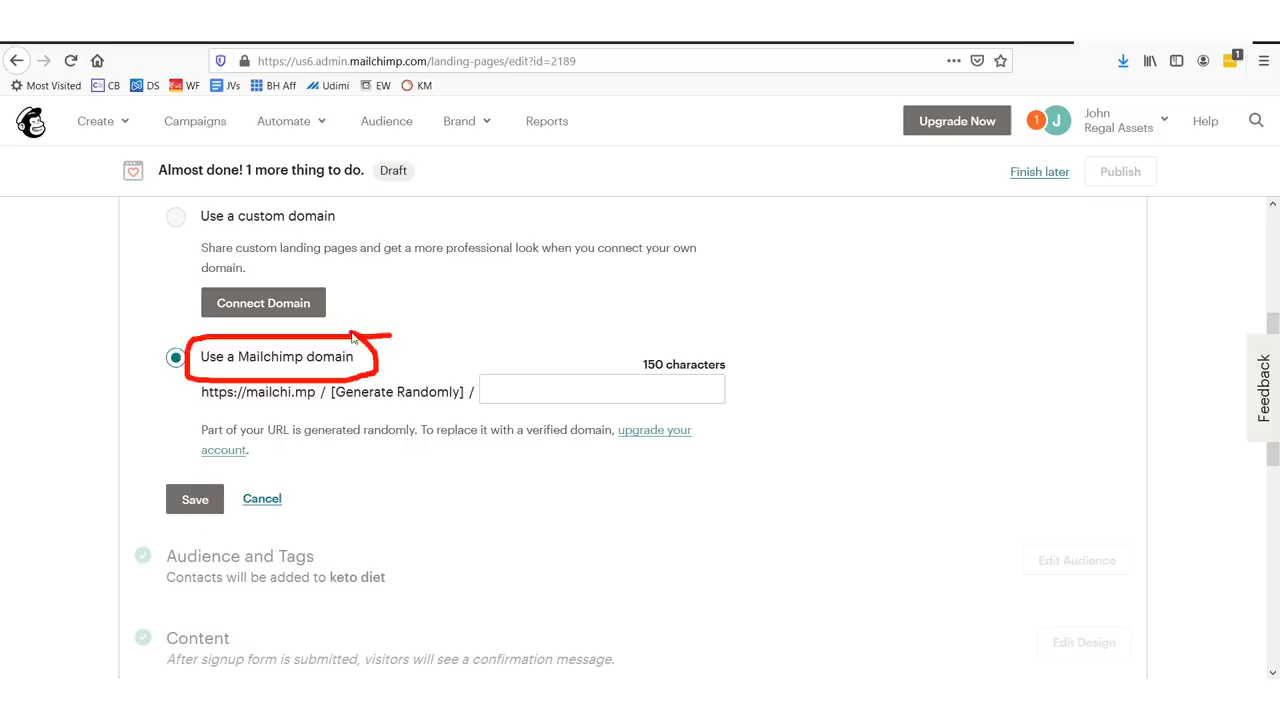 https://us6.admin.mailchimp.com/landing-pages/edit?id=2189
1
Most Visited CB DS WF JVs BH Aff Udimi EW KM
Create Campaigns Automate Audience Brand Reports Upgrade Now 1 J John Regal Assets Help
Almost done! 1 more thing to do. Draft Finish later Publish
Use a custom domain
Share custom landing pages and get a more professional look when you connect your own
domain.
Connect Domain
Use a Mailchimp domain
150 characters
https://mailchi.mp / [Generate Randomly] /
Part of your URL is generated randomly. To replace it with a verified domain, upgrade your
account.
Save Cancel
Feedback
Audience and Tags
Contacts will be added to keto diet
Edit Audience
Content
After signup form is submitted, visitors will see a confirmation message.
Edit Design